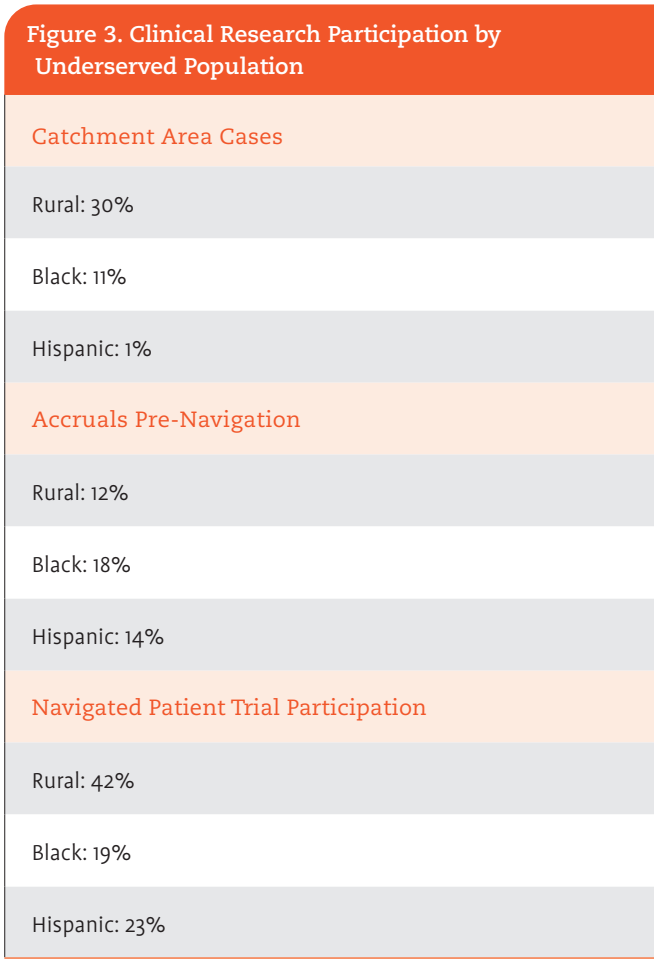 Figure 3. Clinical Research Participation by
Underserved Population
Catchment Area Cases
Rural: 30%
Black: 11%
Hispanic: 1%
Accruals Pre-Navigation
Rural: 12%
Black: 18%
Hispanic: 14%
Navigated Patient Trial Participation
Rural: 42%
Black: 19%
Hispanic: 23%